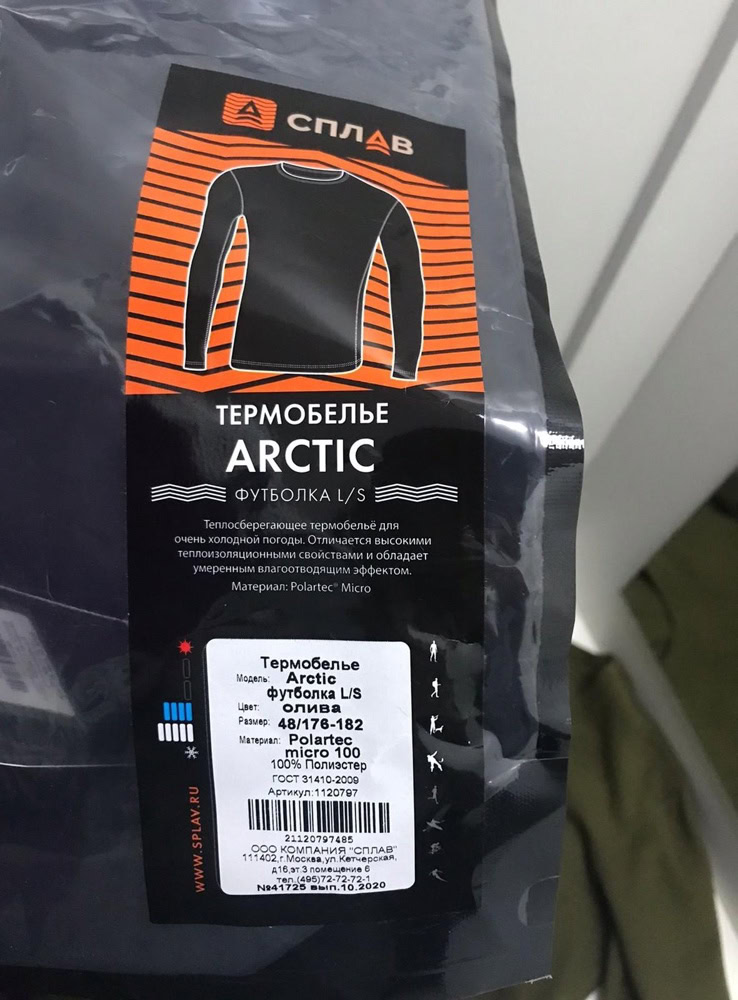 СПЛАВ
ТЕРМОБЕЛЬЕ
ARCTIC
ФУТБОЛКА L/S
Теплосберегающее термобельё для
очень холодной погоды. Отличается высокими
теплоизоляционными свойствами и обладает
умеренным влагоотводящим эффектом.
Материал: Polartec® Micro
Термобелье
Модель: Arctic
футболка L/S
Цвет: олива
Размер: 48/176-182
Материал: Polartec
micro 100
100% Полиэстер
ГОСТ 31410-2009
Артикул:1120797
21120797485
ООО КОМПАНИЯ "СПЛАВ"
111402,г.Москва,ул.Кетчерская,
д16,эт.3 помещение 6
тел.(495)72-72-72-1
№41725 вып.10.2020
WWW.SPLAV.RU